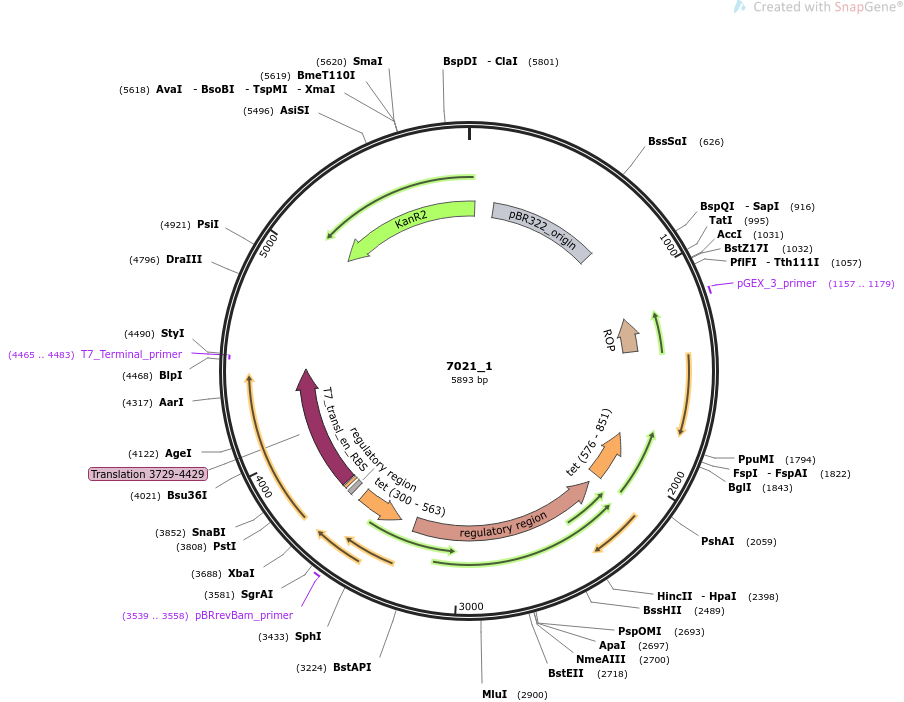 Created with SnapGene®
(5620) SmaI
BspDI - ClaI (5801)
(5619) BmeT110I
(5618) AvaI - BsoBI - TspMI - XmaI
(5496) AsiSI
BssSαI (626)
BspQI - SapI (916)
TatI (995)
AccI (1031)
BstZ17I (1032)
PflFI - Tth111I (1057)
pGEX_3_primer (1157 .. 1179)
(4921) PsiI
(4796) DraIII
(4490) StyI
(4465 .. 4483) T7_Terminal_primer
(4468) BlpI
(4317) AarI
(4122) AgeI
Translation 3729-4429
(4021) Bsu36I
(3852) SnaBI
(3808) PstI
(3688) XbaI
(3581) SgrAI
(3539 .. 3558) pBRrevBam_primer
(3433) SphI
(3224) BstAPI
MluI (2900)
BstEII (2718)
NmeAIII (2700)
ApaI (2697)
PspOMI (2693)
BssHII (2489)
HincII - HpaI (2398)
PshAI (2059)
BglI (1843)
FspI - FspAI (1822)
PpuMI (1794)
1000
2000
3000
4000
5000
KanR2
pBR322_origin
ROP
7021_1
5893 bp
tet (576 - 851)
regulatory region
tet (300 - 563)
regulatory region
T7_transl_en_RBS